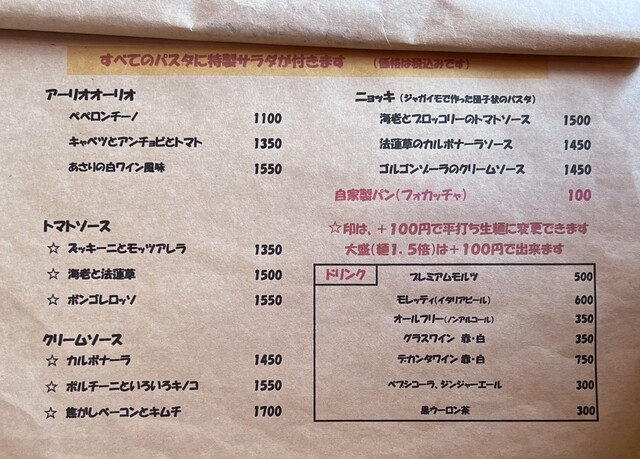 すべてのパスタに特製サラダが付きます （価格は税込みです）
アーリオオーリオ
ペペロンチーノ 1100
キャベツとアンチョビとトマト 1350
あさりの白ワイン風味 1550
トマトソース
☆ ズッキーニとモッツアレラ 1350
☆ 海老と法蓮草 1500
☆ ボンゴレロッソ 1550
クリームソース
☆ カルボナーラ 1450
☆ ポルチーニといろいろキノコ 1550
☆ 焦がしベーコンとキムチ 1700
ニョッキ（ジャガイモで作った団子状のパスタ）
海老とブロッコリーのトマトソース 1500
法蓮草のカルボナーラソース 1450
ゴルゴンゾーラのクリームソース 1450
自家製パン（フォカッチャ） 100
☆印は、＋１００円で平打ち生麺に変更できます
大盛（麺１．５倍）は＋１００円で出来ます
ドリンク
プレミアムモルツ 500
モレッティ（イタリアビール） 600
オールフリー（ノンアルコール） 350
グラスワイン 赤・白 350
デカンタワイン 赤・白 750
ペプシコーラ、ジンジャーエール 300
黒ウーロン茶 300